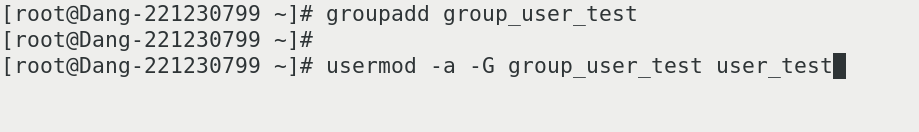 [root@Dang-221230799 ~]# groupadd group_user_test
[root@Dang-221230799 ~]#
[root@Dang-221230799 ~]# usermod -a -G group_user_test user_test